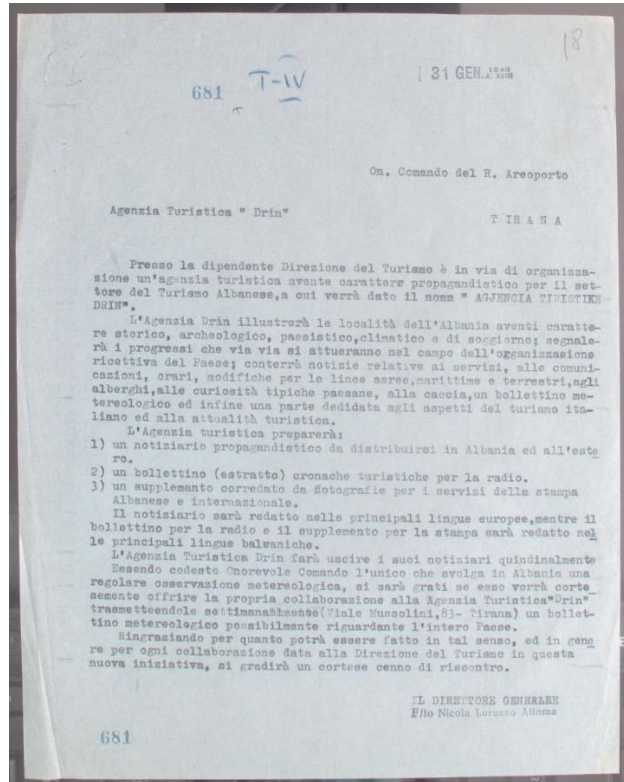 18
31 GEN.
681 T-IV
On. Comando del R. Areoporto
Agenzia Turistica " Drin"
T I R A N A
Presso la dipendente Direzione del Turismo è in via di organizza-
zione un'agenzia turistica avente carattere propagandistico per il set-
tore del Turismo Albanese,a cui verrà dato il nome " AGJENCIA TIRISTIKE
DRIN".
L'Agenzia Drin illustrerà le località dell'Albania aventi caratte-
re storico, archeologico, paesistico,climatico e di soggiorno; segnale-
rà i progressi che via via si attueranno nel campo dell'organizzazione
ricettiva del Paese; conterrà notizie relative ai servizi, alle comuni-
cazioni, orari, modifiche per le linee aeree,marittime e terrestri,agli
alberghi,alle curiosità tipiche paesane, alla caccia,un bollettino me-
tereologico ed infine una parte dedidata agli aspetti del turismo ita-
liano ed alla attualità turistica.
L'Agenzia turistica preparerà:
1) un notiziario propagandistico da distribuirsi in Albania ed all'este
ro.
2) un bollettino (estratto) cronache turistiche per la radio.
3) un supplemento corredato da fotografie per i servizi della stampa
Albanese e internazionale.
Il notiziario sarà redatto nelle principali lingue europee,mentre il
bollettino per la radio e il supplemento per la stampa sarà redatto nel
le principali lingue balcaniche.
L'Agenzia Turistica Drin farà uscire i suoi notiziari quindinalmente
Essendo codesto Onorevole Comando l'unico che svolga in Albania una
regolare osservazione metereologica, si sarà grati se esso vorrà corte
semente offrire la propria collaborazione alla Agenzia Turistica"Drin"
trasmettendole (Viale Mussolini,83- Tirana) un bollet-
tino metereologico possibilmente riguardante l'intero Paese.
Ringraziando per quanto potrà essere fatto in tal senso, ed in gene
re per ogni collaborazione data alla Direzione del Turismo in questa
nuova iniziativa, si gradirà un cortese cenno di riscontro.
IL DIRETTORE GENERALE
F/to Nicola Lorusso Attoma
681